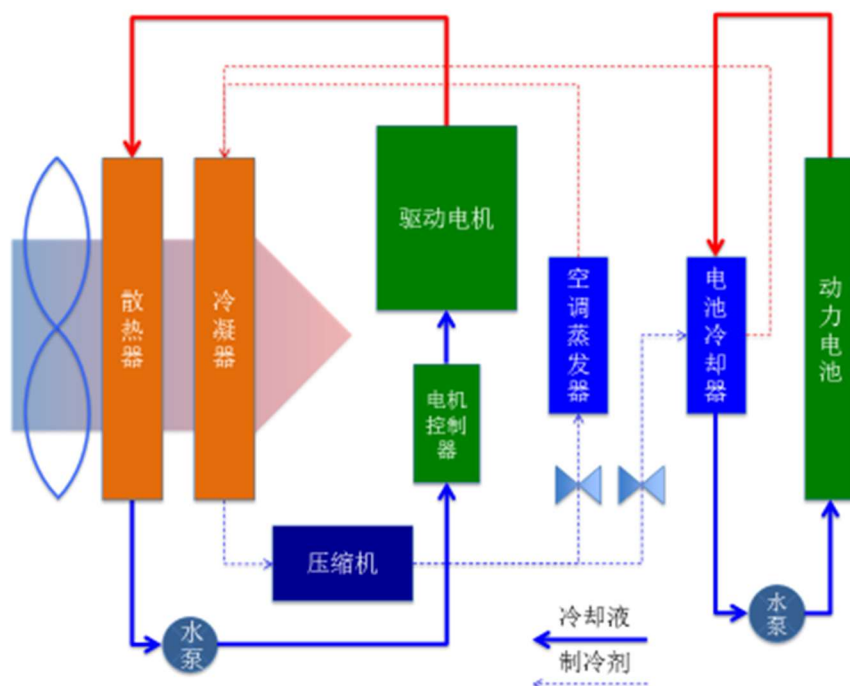 散热器
冷凝器
驱动电机
电机
控制
器
空调蒸发器
电池冷却器
动力电池
压缩机
水
泵
水
泵
冷却液
制冷剂